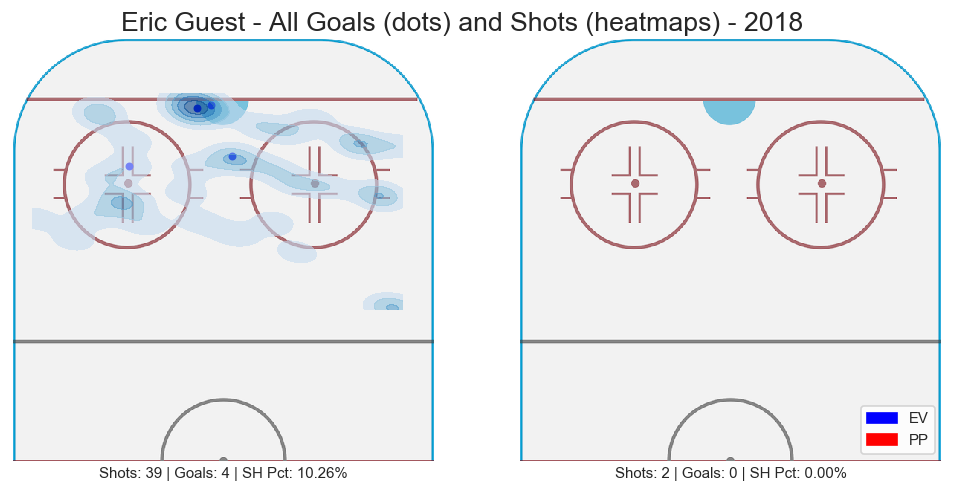 Eric Guest - All Goals (dots) and Shots (heatmaps) - 2018
EV
PP
Shots: 39 | Goals: 4 | SH Pct: 10.26%
Shots: 2 | Goals: 0 | SH Pct: 0.00%